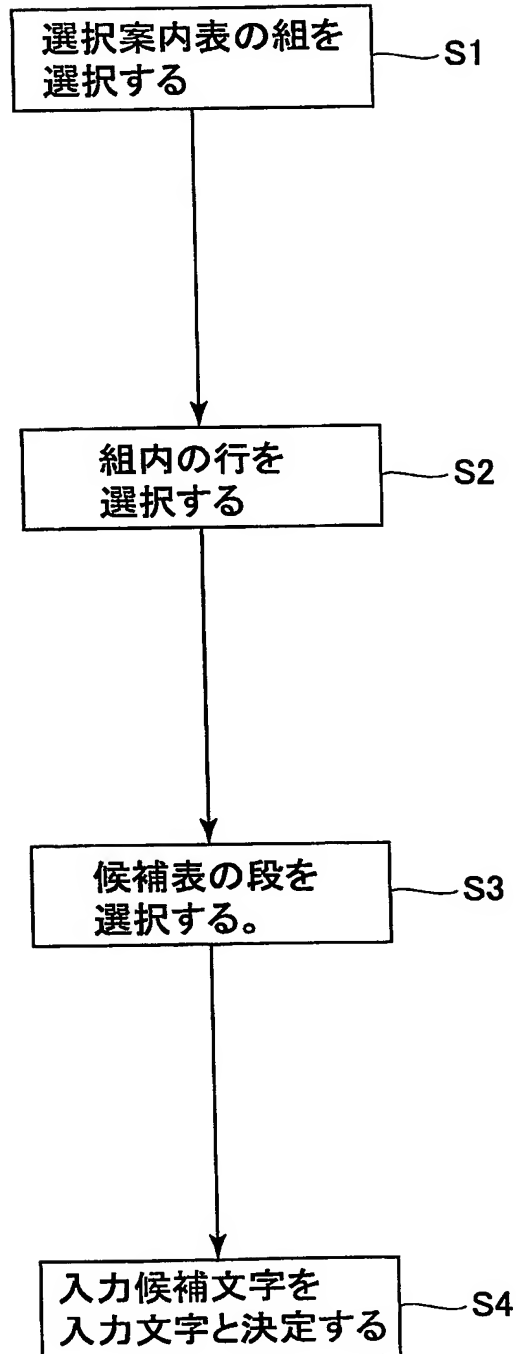 選択案内表の組を
選択する
S1
組内の行を
選択する
S2
候補表の段を
選択する。
S3
入力候補文字を
入力文字と決定する
S4